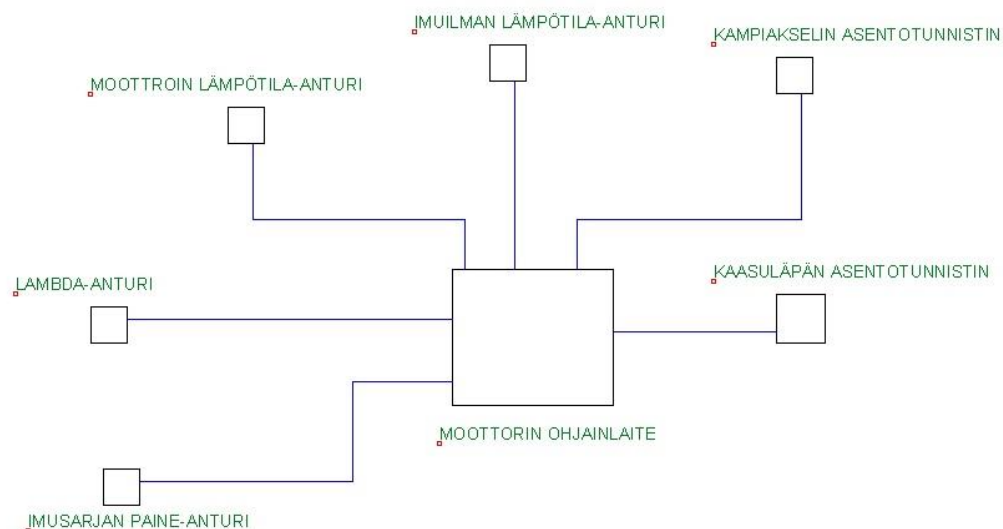 IMUILMAN LÄMPÖTILA-ANTURI
KAMPIAKSELIN ASENTOTUNNISTIN
MOOTTROIN LÄMPÖTILA-ANTURI
LAMBDA-ANTURI
KAASULÄPÄN ASENTOTUNNISTIN
MOOTTORIN OHJAINLAITE
IMUSARJAN PAINE-ANTURI